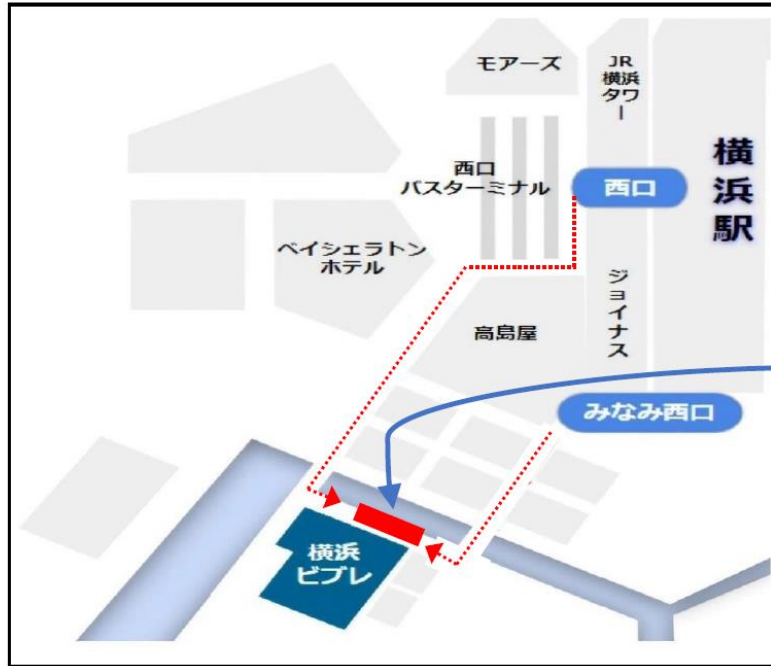 モアーズ
JR
横浜
タワー
横浜駅
西口
バスターミナル
西口
ベイシェラトン
ホテル
ジョイナス
高島屋
みなみ西口
横浜
ビブレ